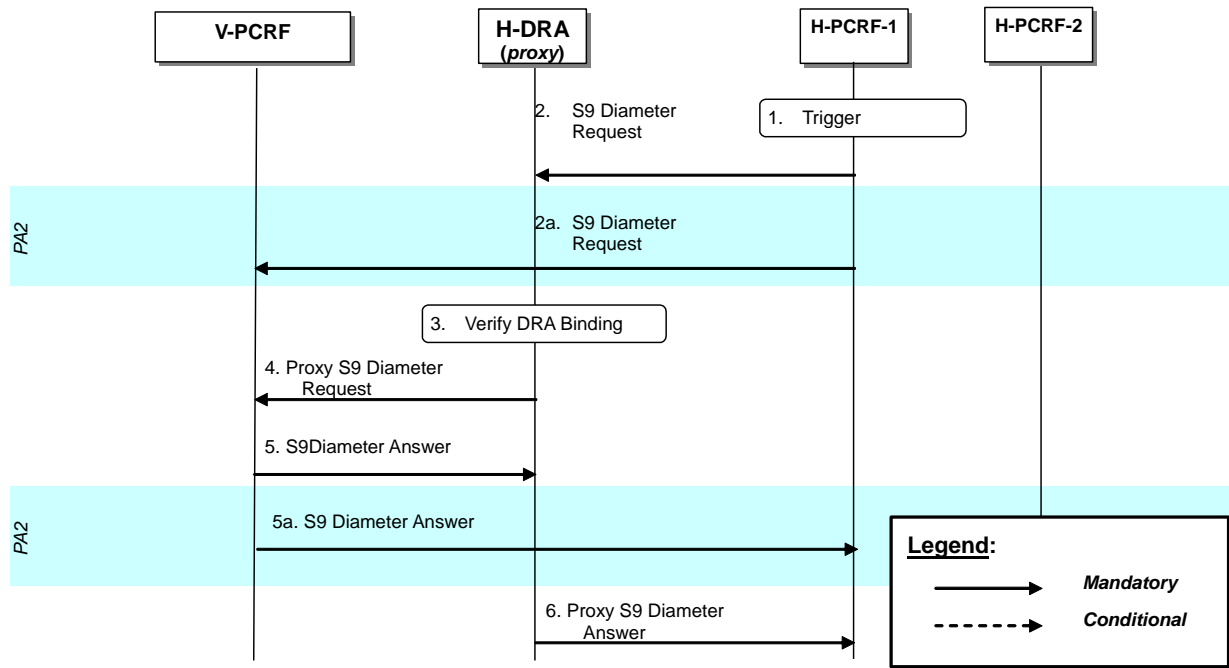 V-PCRF
H-DRA
(proxy)
H-PCRF-1
H-PCRF-2
2. S9 Diameter
Request
1. Trigger
PA2
2a. S9 Diameter
Request
3. Verify DRA Binding
4. Proxy S9 Diameter
Request
5. S9Diameter Answer
PA2
5a. S9 Diameter Answer
6. Proxy S9 Diameter
Answer
Legend:
Mandatory
Conditional